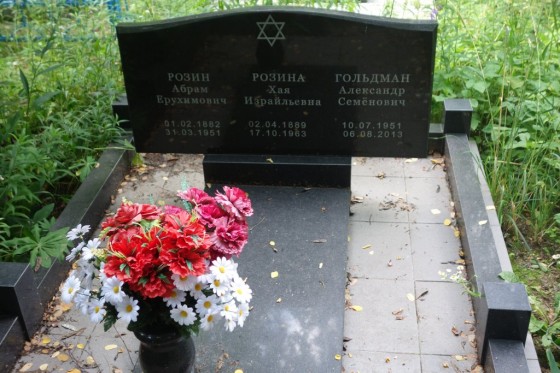 РОЗИН
Абрам
Ерухимович
01.02.1882
31.03.1951
РОЗИНА
Хая
Израйльевна
02.04.1889
17.10.1963
ГОЛЬДМАН
Александр
Семёнович
10.07.1951
06.08.2013